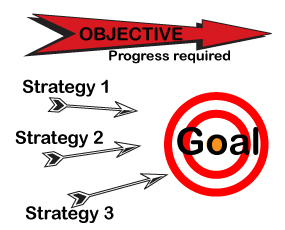 OBJECTIVE
Progress required
Strategy 1
Strategy 2
Goal
Strategy 3